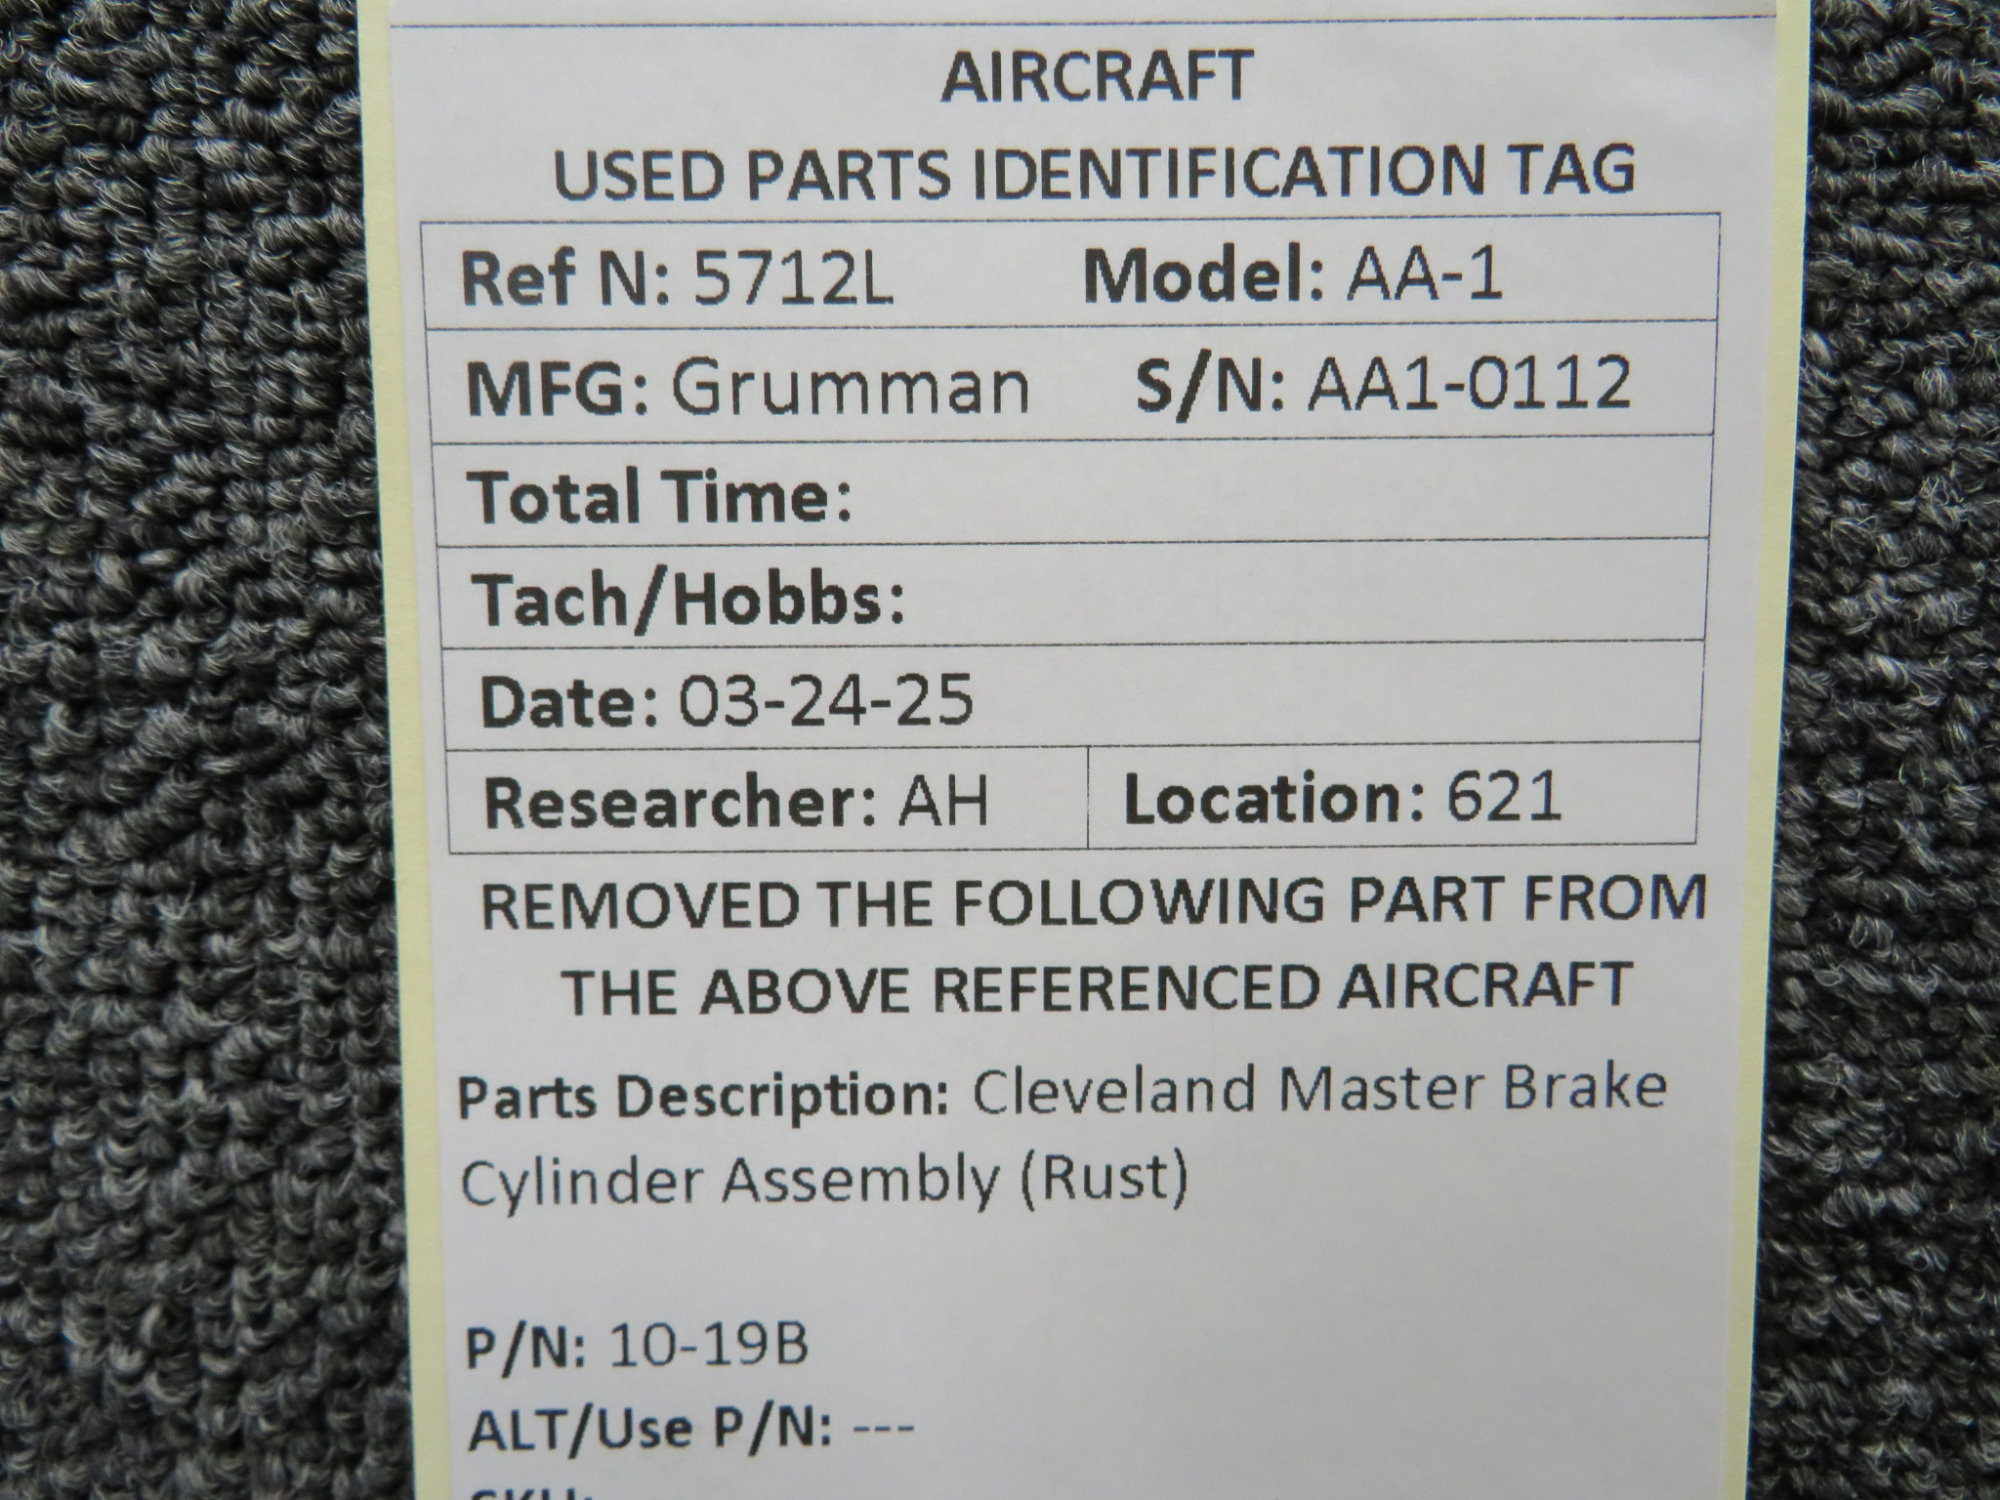 AIRCRAFT
USED PARTS IDENTIFICATION TAG
Ref N: 5712L Model: AA-1
MFG: Grumman S/N: AA1-0112
Total Time:
Tach/Hobbs:
Date: 03-24-25
Researcher: AH Location: 621
REMOVED THE FOLLOWING PART FROM
THE ABOVE REFERENCED AIRCRAFT
Parts Description: Cleveland Master Brake
Cylinder Assembly (Rust)
P/N: 10-19B
ALT/Use P/N: ---
SKU: